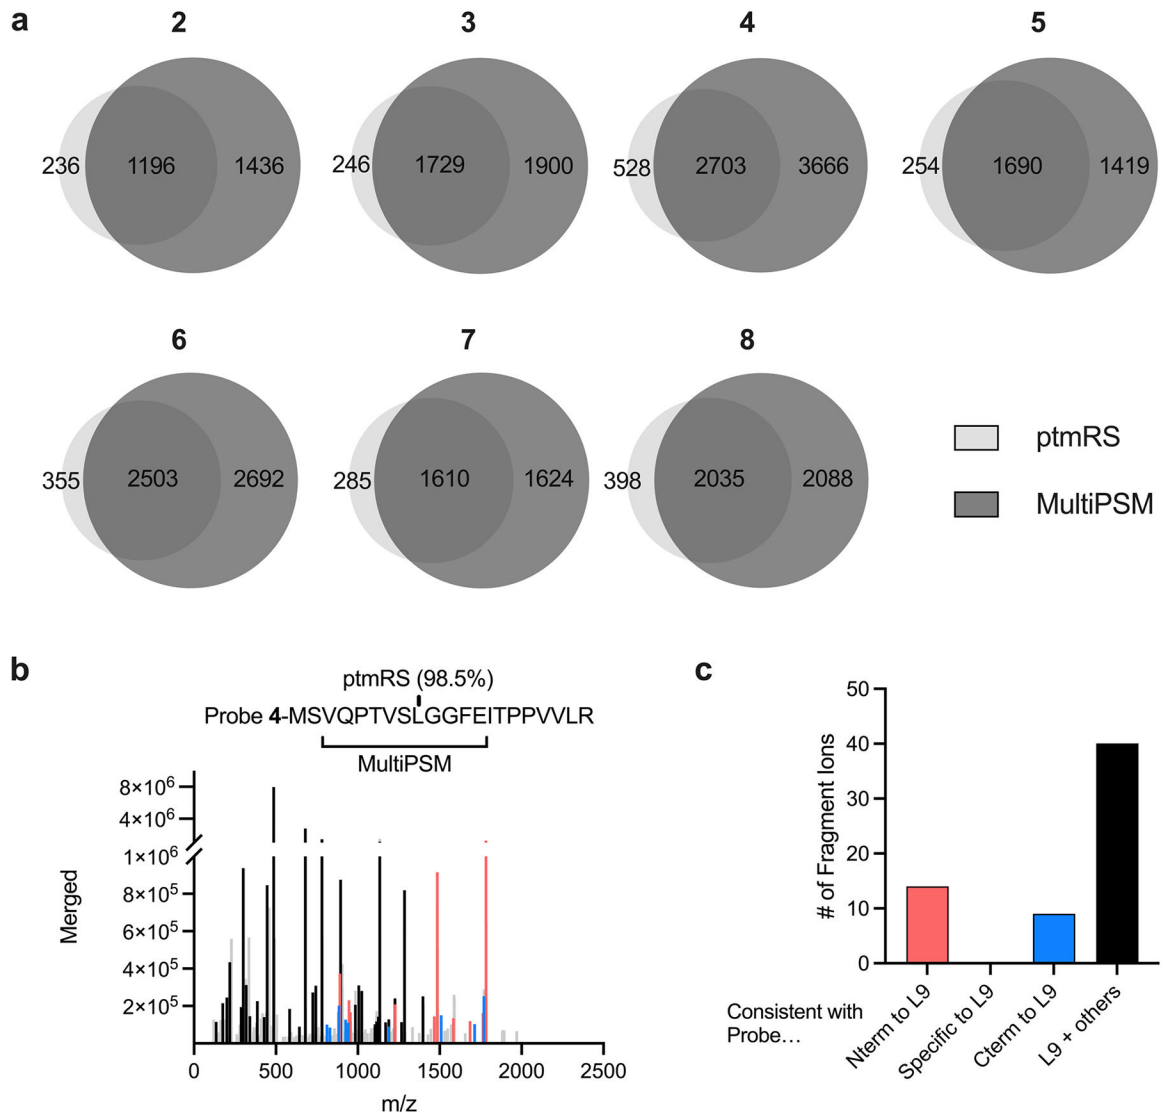 a
2 3 4 5
236 1196 1436 246 1729 1900 528 2703 3666 254 1690 1419
6 7 8
355 2503 2692 285 1610 1624 398 2035 2088
ptmRS
MultiPSM
b
ptmRS (98.5%)
Probe 4-MSVQPTVSLGGFEITPPVVLR
MultiPSM
8×10⁶
4×10⁶
1×10⁶
8×10⁵
6×10⁵
4×10⁵
2×10⁵
Merged
0 500 1000 1500 2000 2500
m/z
c
50
40
30
20
10
0
# of Fragment Ions
Consistent with
Probe...
Nterm to L9
Specific to L9
Cterm to L9
L9 + others